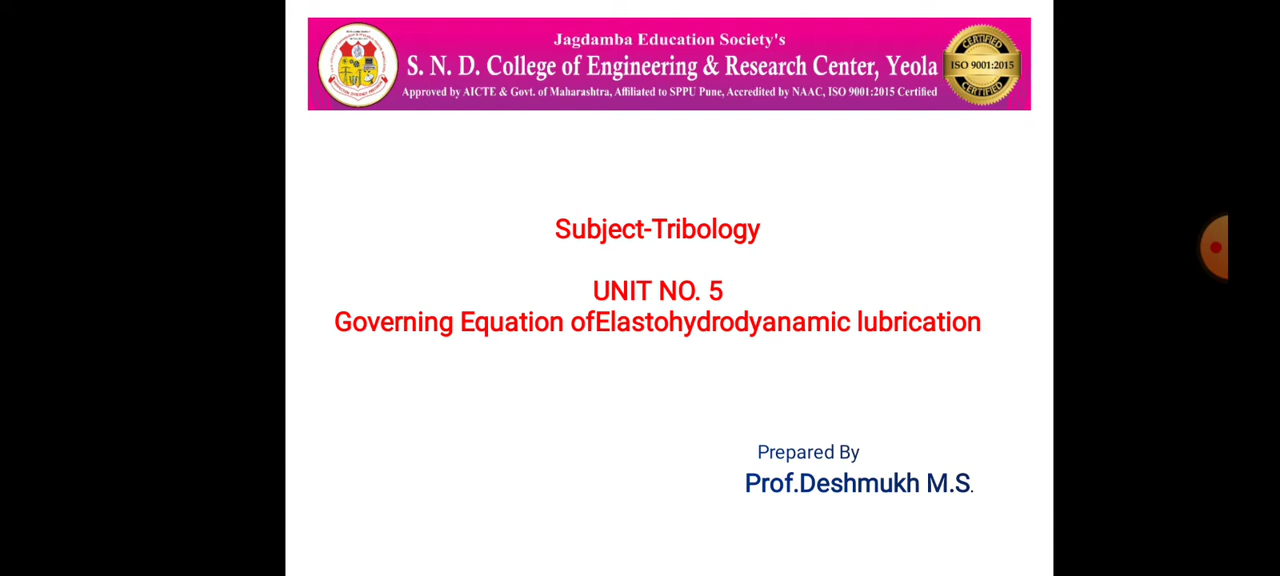 Jagdamba Education Society's
S. N. D. College of Engineering & Research Center, Yeola
Approved by AICTE & Govt. of Maharashtra, Affiliated to SPPU Pune, Accredited by NAAC, ISO 9001:2015 Certified
CERTIFIED
ISO 9001:2015
CERTIFIED
Subject-Tribology
UNIT NO. 5
Governing Equation ofElastohydrodyanamic lubrication
Prepared By
Prof.Deshmukh M.S.